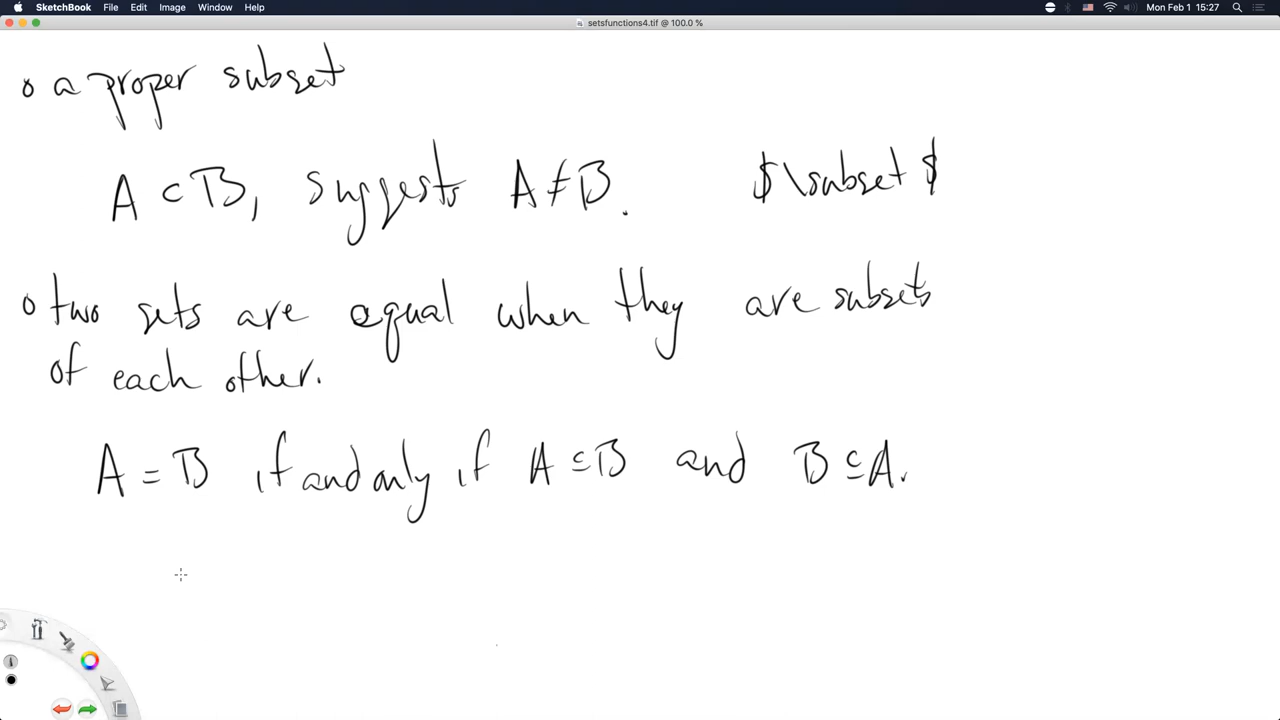 SketchBook File Edit Image Window Help Mon Feb 1 15:27
setsfunctions4.tif @ 100.0 %
o a proper subset
A ⊂ B, suggests A ≠ B. $\subset$
o two sets are equal when they are subsets
of each other.
A = B if and only if A ⊆ B and B ⊆ A.